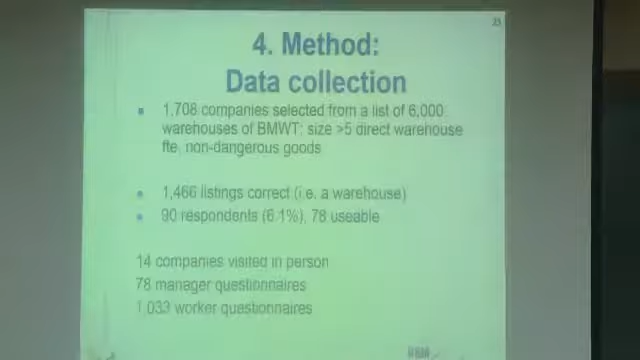 23
4. Method:
Data collection
1,708 companies selected from a list of 6,000
warehouses of BMWT: size >5 direct warehouse
fte, non-dangerous goods
1,466 listings correct (i.e. a warehouse)
90 respondents (6.1%), 78 useable
14 companies visited in person
78 manager questionnaires
1,033 worker questionnaires